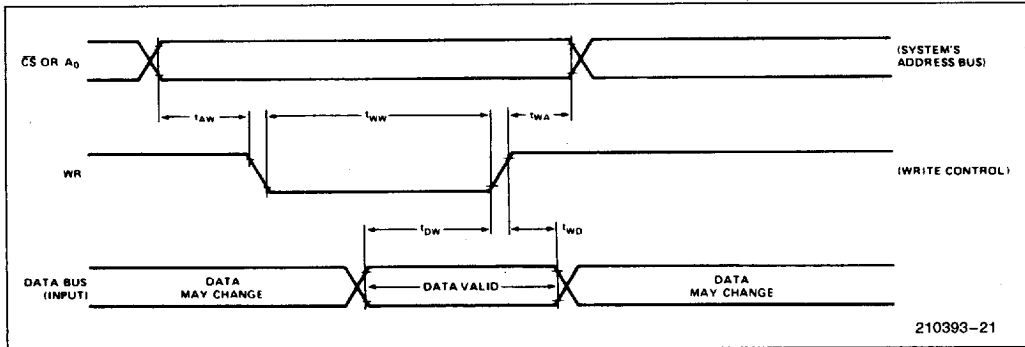 C̅S̅ OR A₀
(SYSTEM'S
ADDRESS BUS)
tAW
tWW
tWA
WR
(WRITE CONTROL)
tDW
tWD
DATA BUS
(INPUT)
DATA
MAY CHANGE
DATA VALID
DATA
MAY CHANGE
210393–21